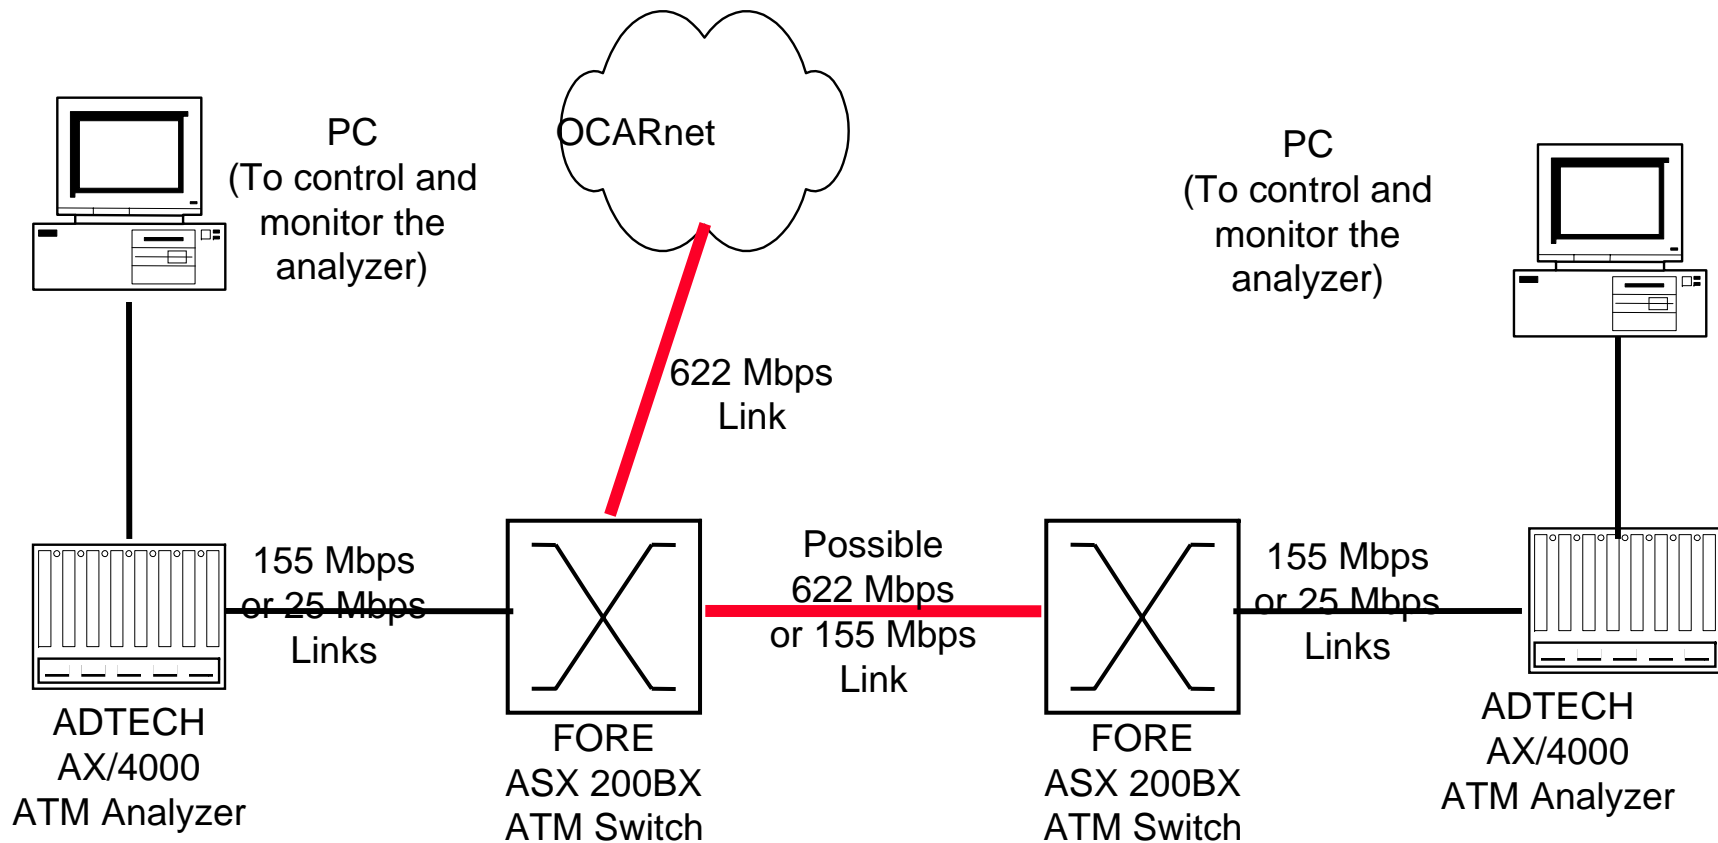 PC
(To control and
monitor the
analyzer)
OCARnet
PC
(To control and
monitor the
analyzer)
622 Mbps
Link
155 Mbps
or 25 Mbps
Links
Possible
622 Mbps
or 155 Mbps
Link
155 Mbps
or 25 Mbps
Links
ADTECH
AX/4000
ATM Analyzer
FORE
ASX 200BX
ATM Switch
FORE
ASX 200BX
ATM Switch
ADTECH
AX/4000
ATM Analyzer